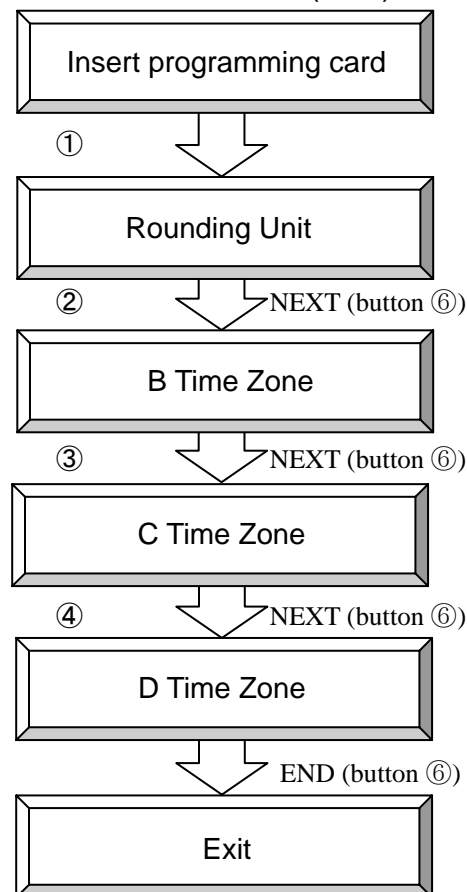 Insert programming card
①
Rounding Unit
② NEXT (button ⑥)
B Time Zone
③ NEXT (button ⑥)
C Time Zone
④ NEXT (button ⑥)
D Time Zone
END (button ⑥)
Exit